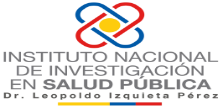 INSTITUTO NACIONAL
DE INVESTIGACIÓN
EN SALUD PÚBLICA
Dr. Leopoldo Izquieta Pérez